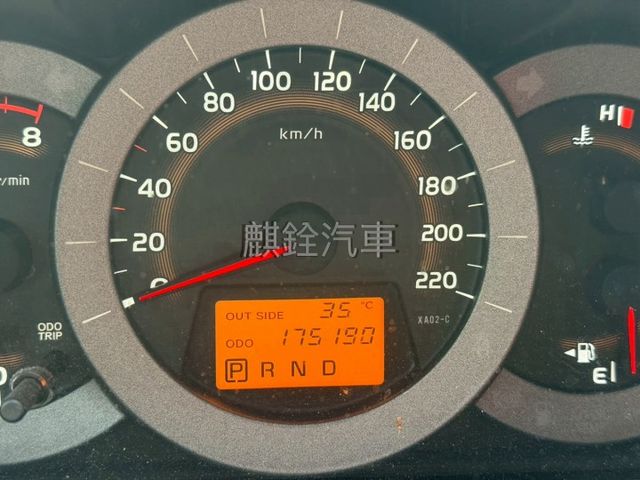 8
/min
ODO
TRIP
0
20
40
60
80
100
120
140
160
180
200
220
km/h
麒銓汽車
XA02-C
OUT SIDE 35 °C
ODO 175190
P R N D
H
E